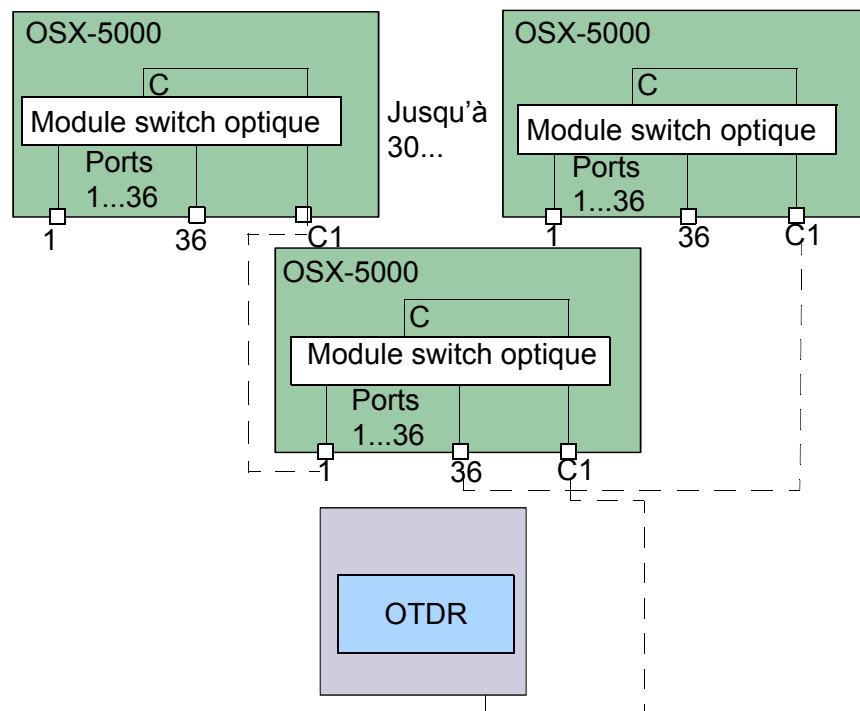 OSX-5000
C
Module switch optique
Ports
1...36
1
36
C1
Jusqu'à
30...
OSX-5000
C
Module switch optique
Ports
1...36
1
36
C1
OSX-5000
C
Module switch optique
Ports
1...36
1
36
C1
OTDR